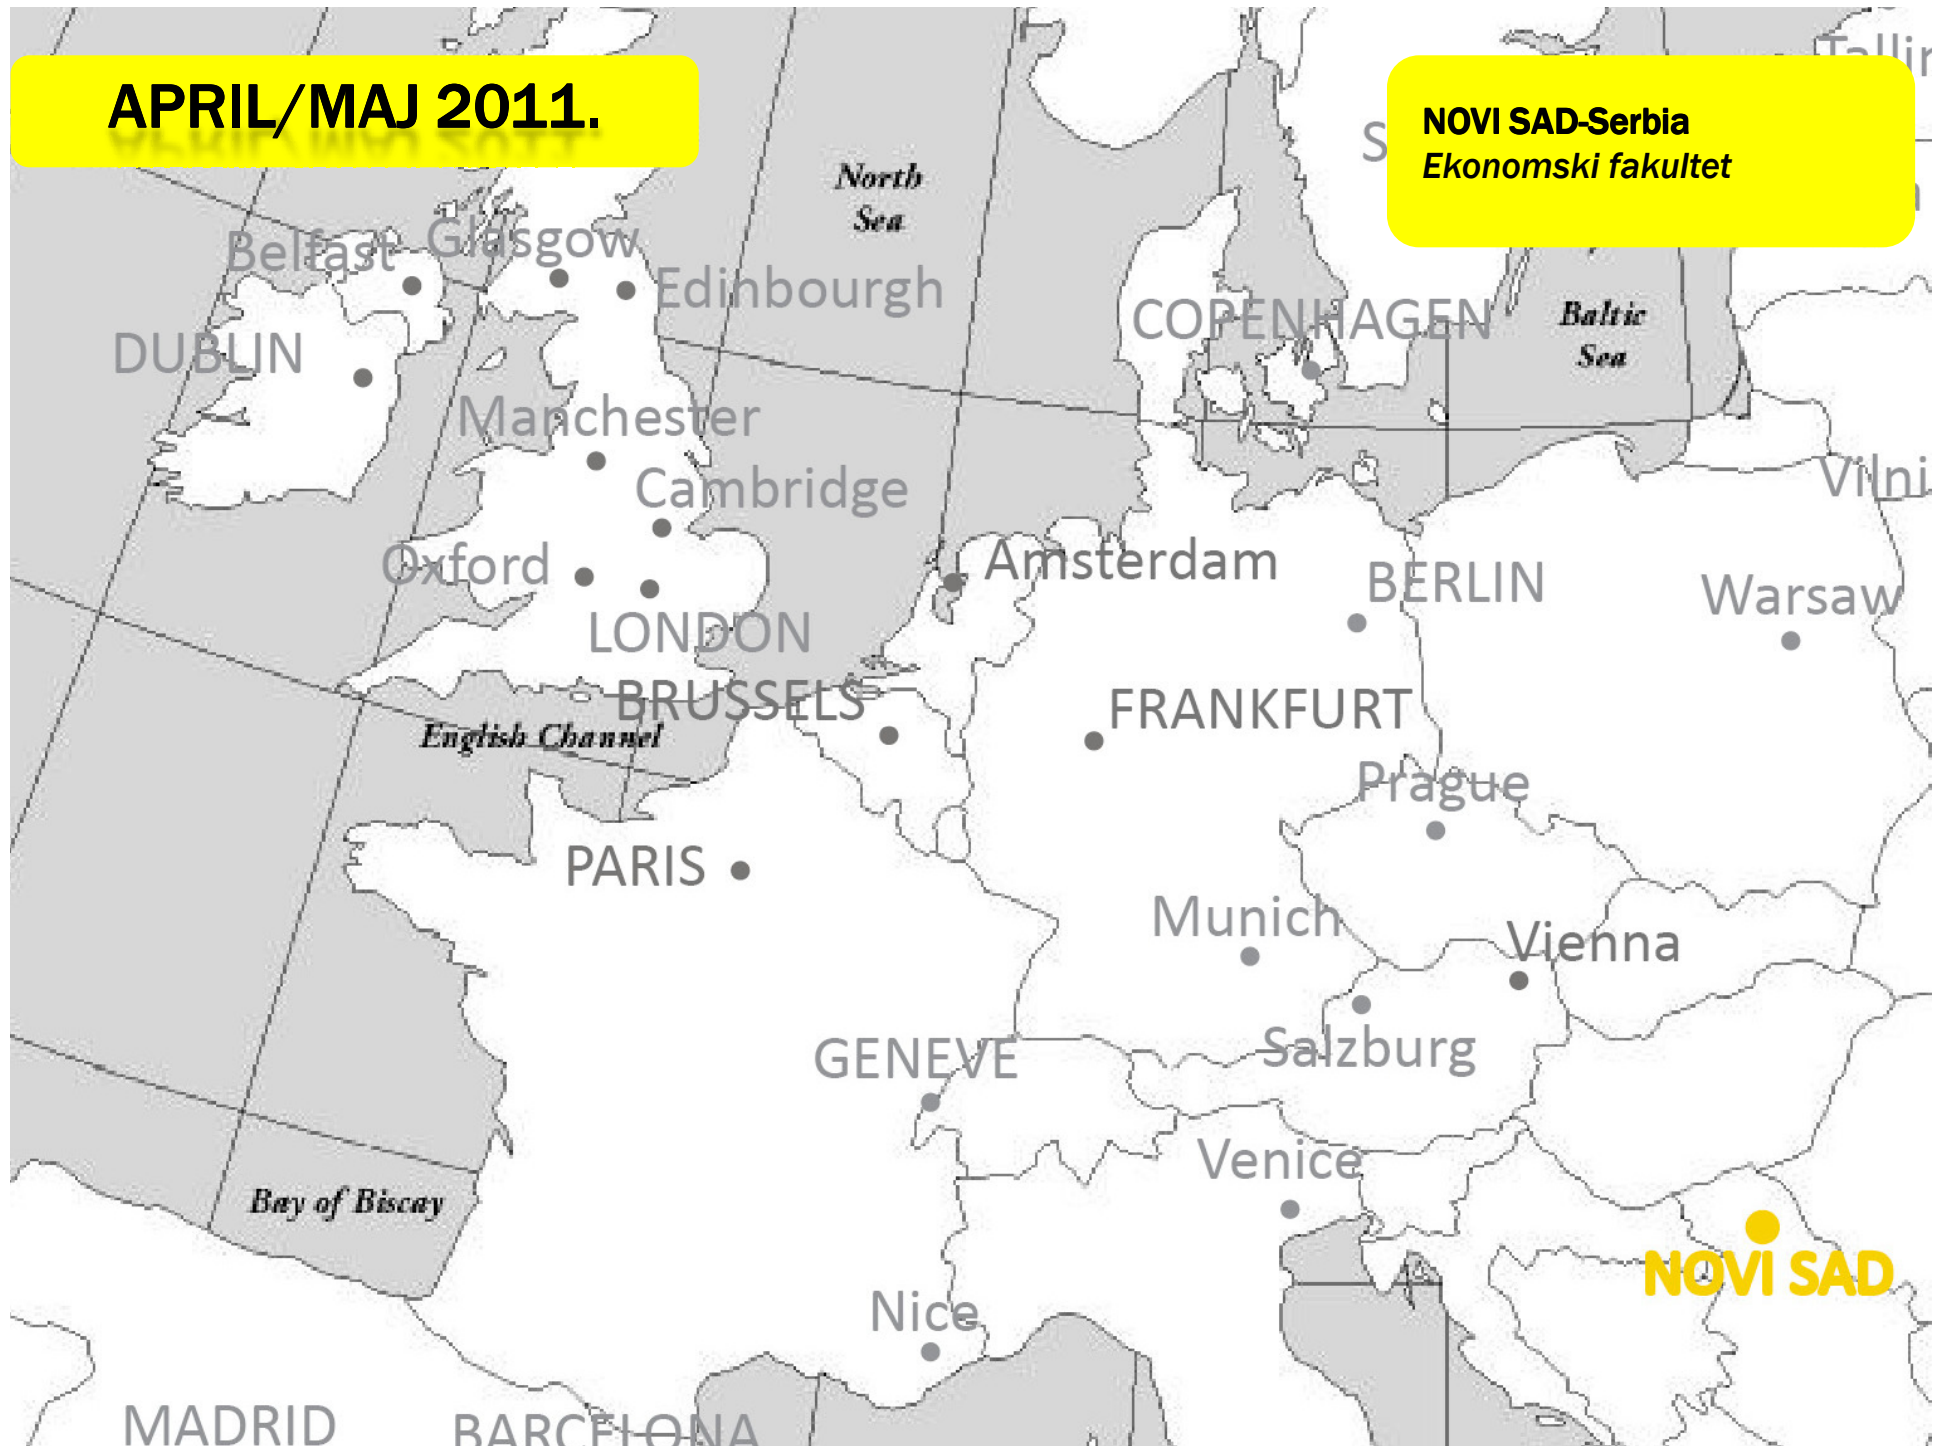 APRIL/MAJ 2011.
NOVI SAD-Serbia
Ekonomski fakultet
North
Sea
Belfast
Glasgow
Edinbourgh
DUBLIN
COPENHAGEN
Baltic
Sea
Manchester
Cambridge
Oxford
LONDON
Amsterdam
BERLIN
Warsaw
BRUSSELS
FRANKFURT
English Channel
Prague
PARIS
Munich
Vienna
GENEVE
Salzburg
Venice
Bay of Biscay
NOVI SAD
Nice
MADRID
BARCELONA